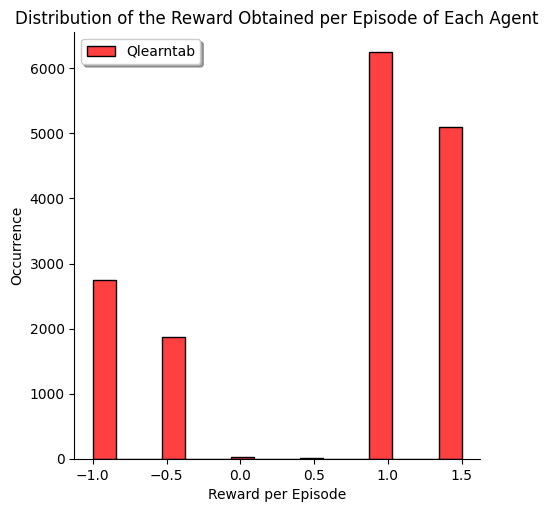 Distribution of the Reward Obtained per Episode of Each Agent
Qlearntab
6000
5000
4000
3000
2000
1000
0
Occurrence
−1.0 −0.5 0.0 0.5 1.0 1.5
Reward per Episode